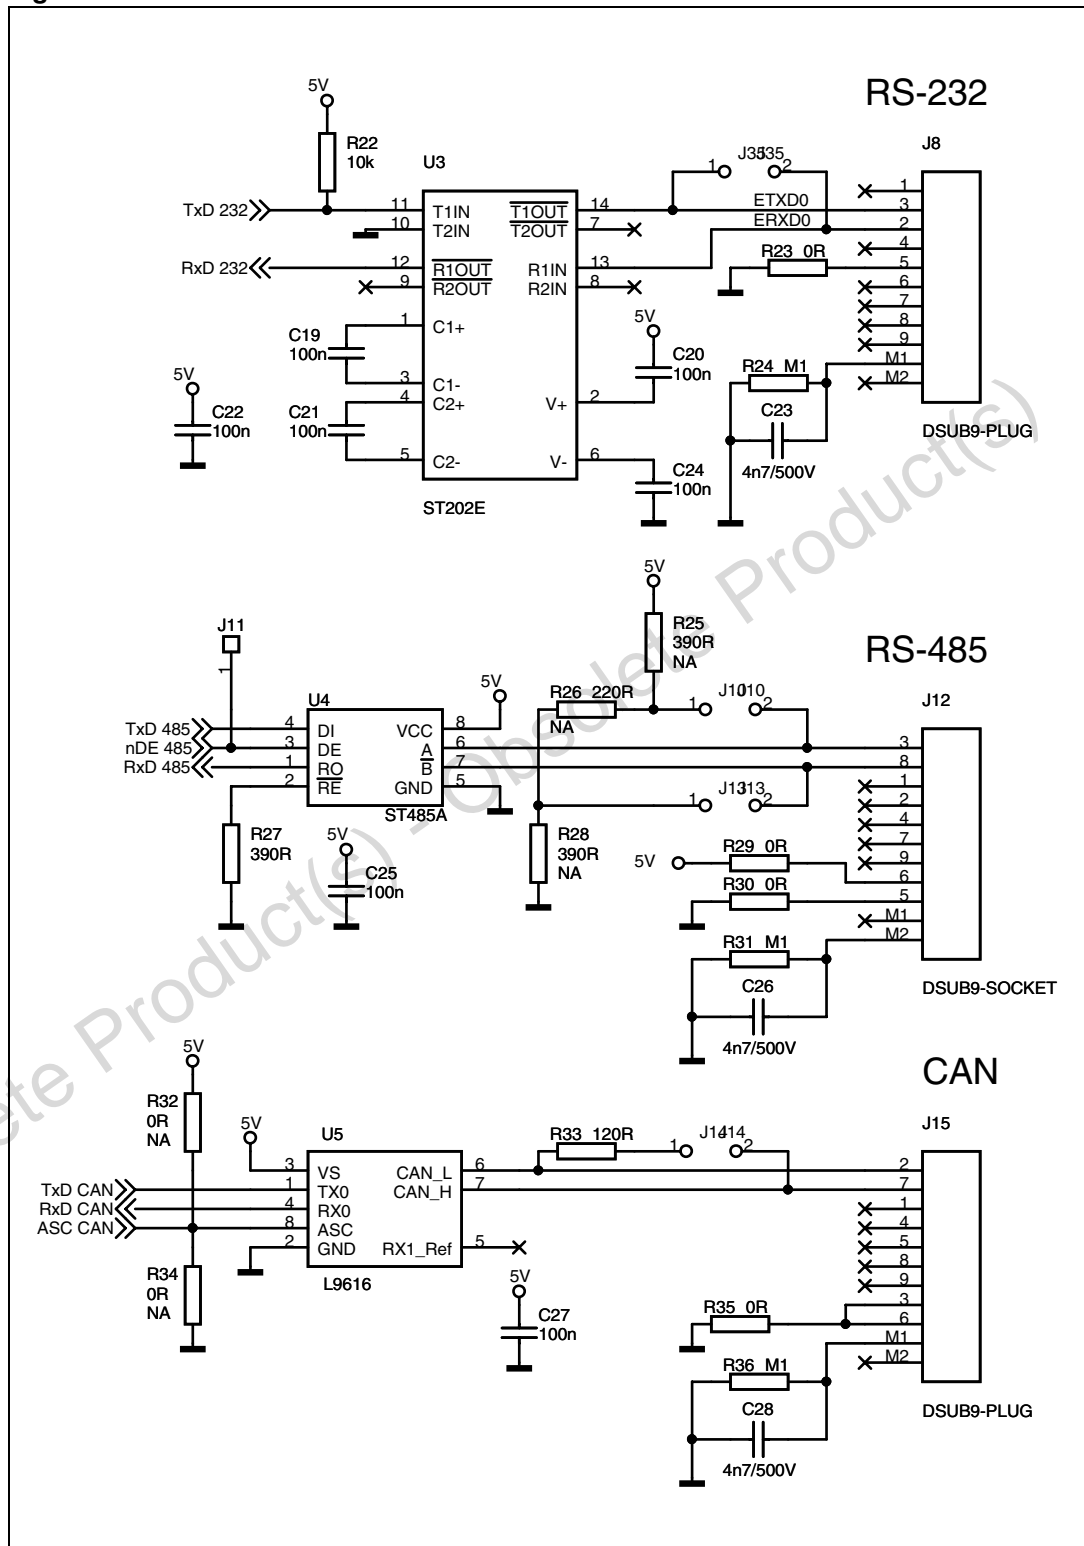 RS-232
5V
R22
10k
U3
J35J35
1 2
J8
TxD 232
11 T1IN T1OUT 14 ETXD0
10 T2IN T2OUT 7 ERXD0
RxD 232
12 R1OUT R1IN 13
9 R2OUT R2IN 8
R23 0R
1
3
2
4
5
6
7
8
9
M1
M2
1 C1+
C19
100n
3 C1-
4 C2+
C21
100n
5 C2-
5V
C22
100n
5V
C20
100n
V+ 2
V- 6
C24
100n
ST202E
R24 M1
C23
4n7/500V
DSUB9-PLUG
RS-485
5V
R25
390R
NA
J11
1
U4
5V
R26 220R
NA
J10J10
1 2
J12
TxD 485
nDE 485
RxD 485
4 DI VCC 8
3 DE A 6
1 RO B 7
2 RE GND 5
ST485A
J13J13
1 2
3
8
1
2
4
7
9
6
5
M1
M2
R27
390R
5V
C25
100n
R28
390R
NA
5V
R29 0R
R30 0R
R31 M1
C26
4n7/500V
DSUB9-SOCKET
CAN
5V
R32
0R
NA
5V
U5
R33 120R
J14J14
1 2
J15
TxD CAN
RxD CAN
ASC CAN
3 VS CAN_L 6
1 TX0 CAN_H 7
4 RX0
8 ASC
2 GND RX1_Ref 5
L9616
2
7
1
4
5
8
9
3
6
M1
M2
R34
0R
NA
5V
C27
100n
R35 0R
R36 M1
C28
4n7/500V
DSUB9-PLUG
Obsolete Product(s) - Obsolete Product(s)